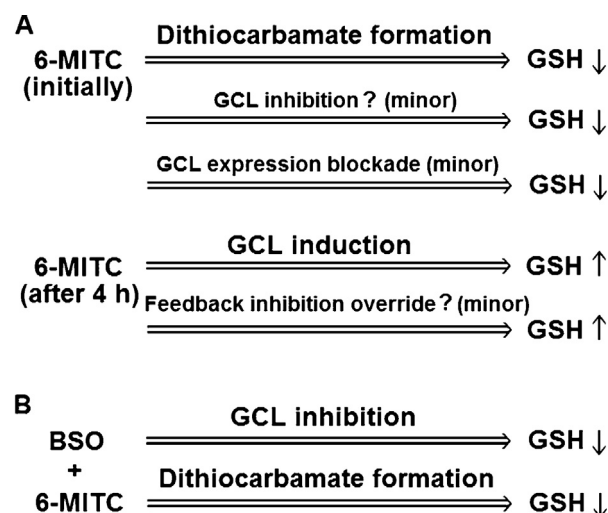 A
Dithiocarbamate formation
6-MITC
(initially)
GSH ↓
GCL inhibition ? (minor)
GSH ↓
GCL expression blockade (minor)
GSH ↓
GCL induction
6-MITC
(after 4 h)
GSH ↑
Feedback inhibition override ? (minor)
GSH ↑
B
GCL inhibition
BSO
GSH ↓
+
Dithiocarbamate formation
6-MITC
GSH ↓